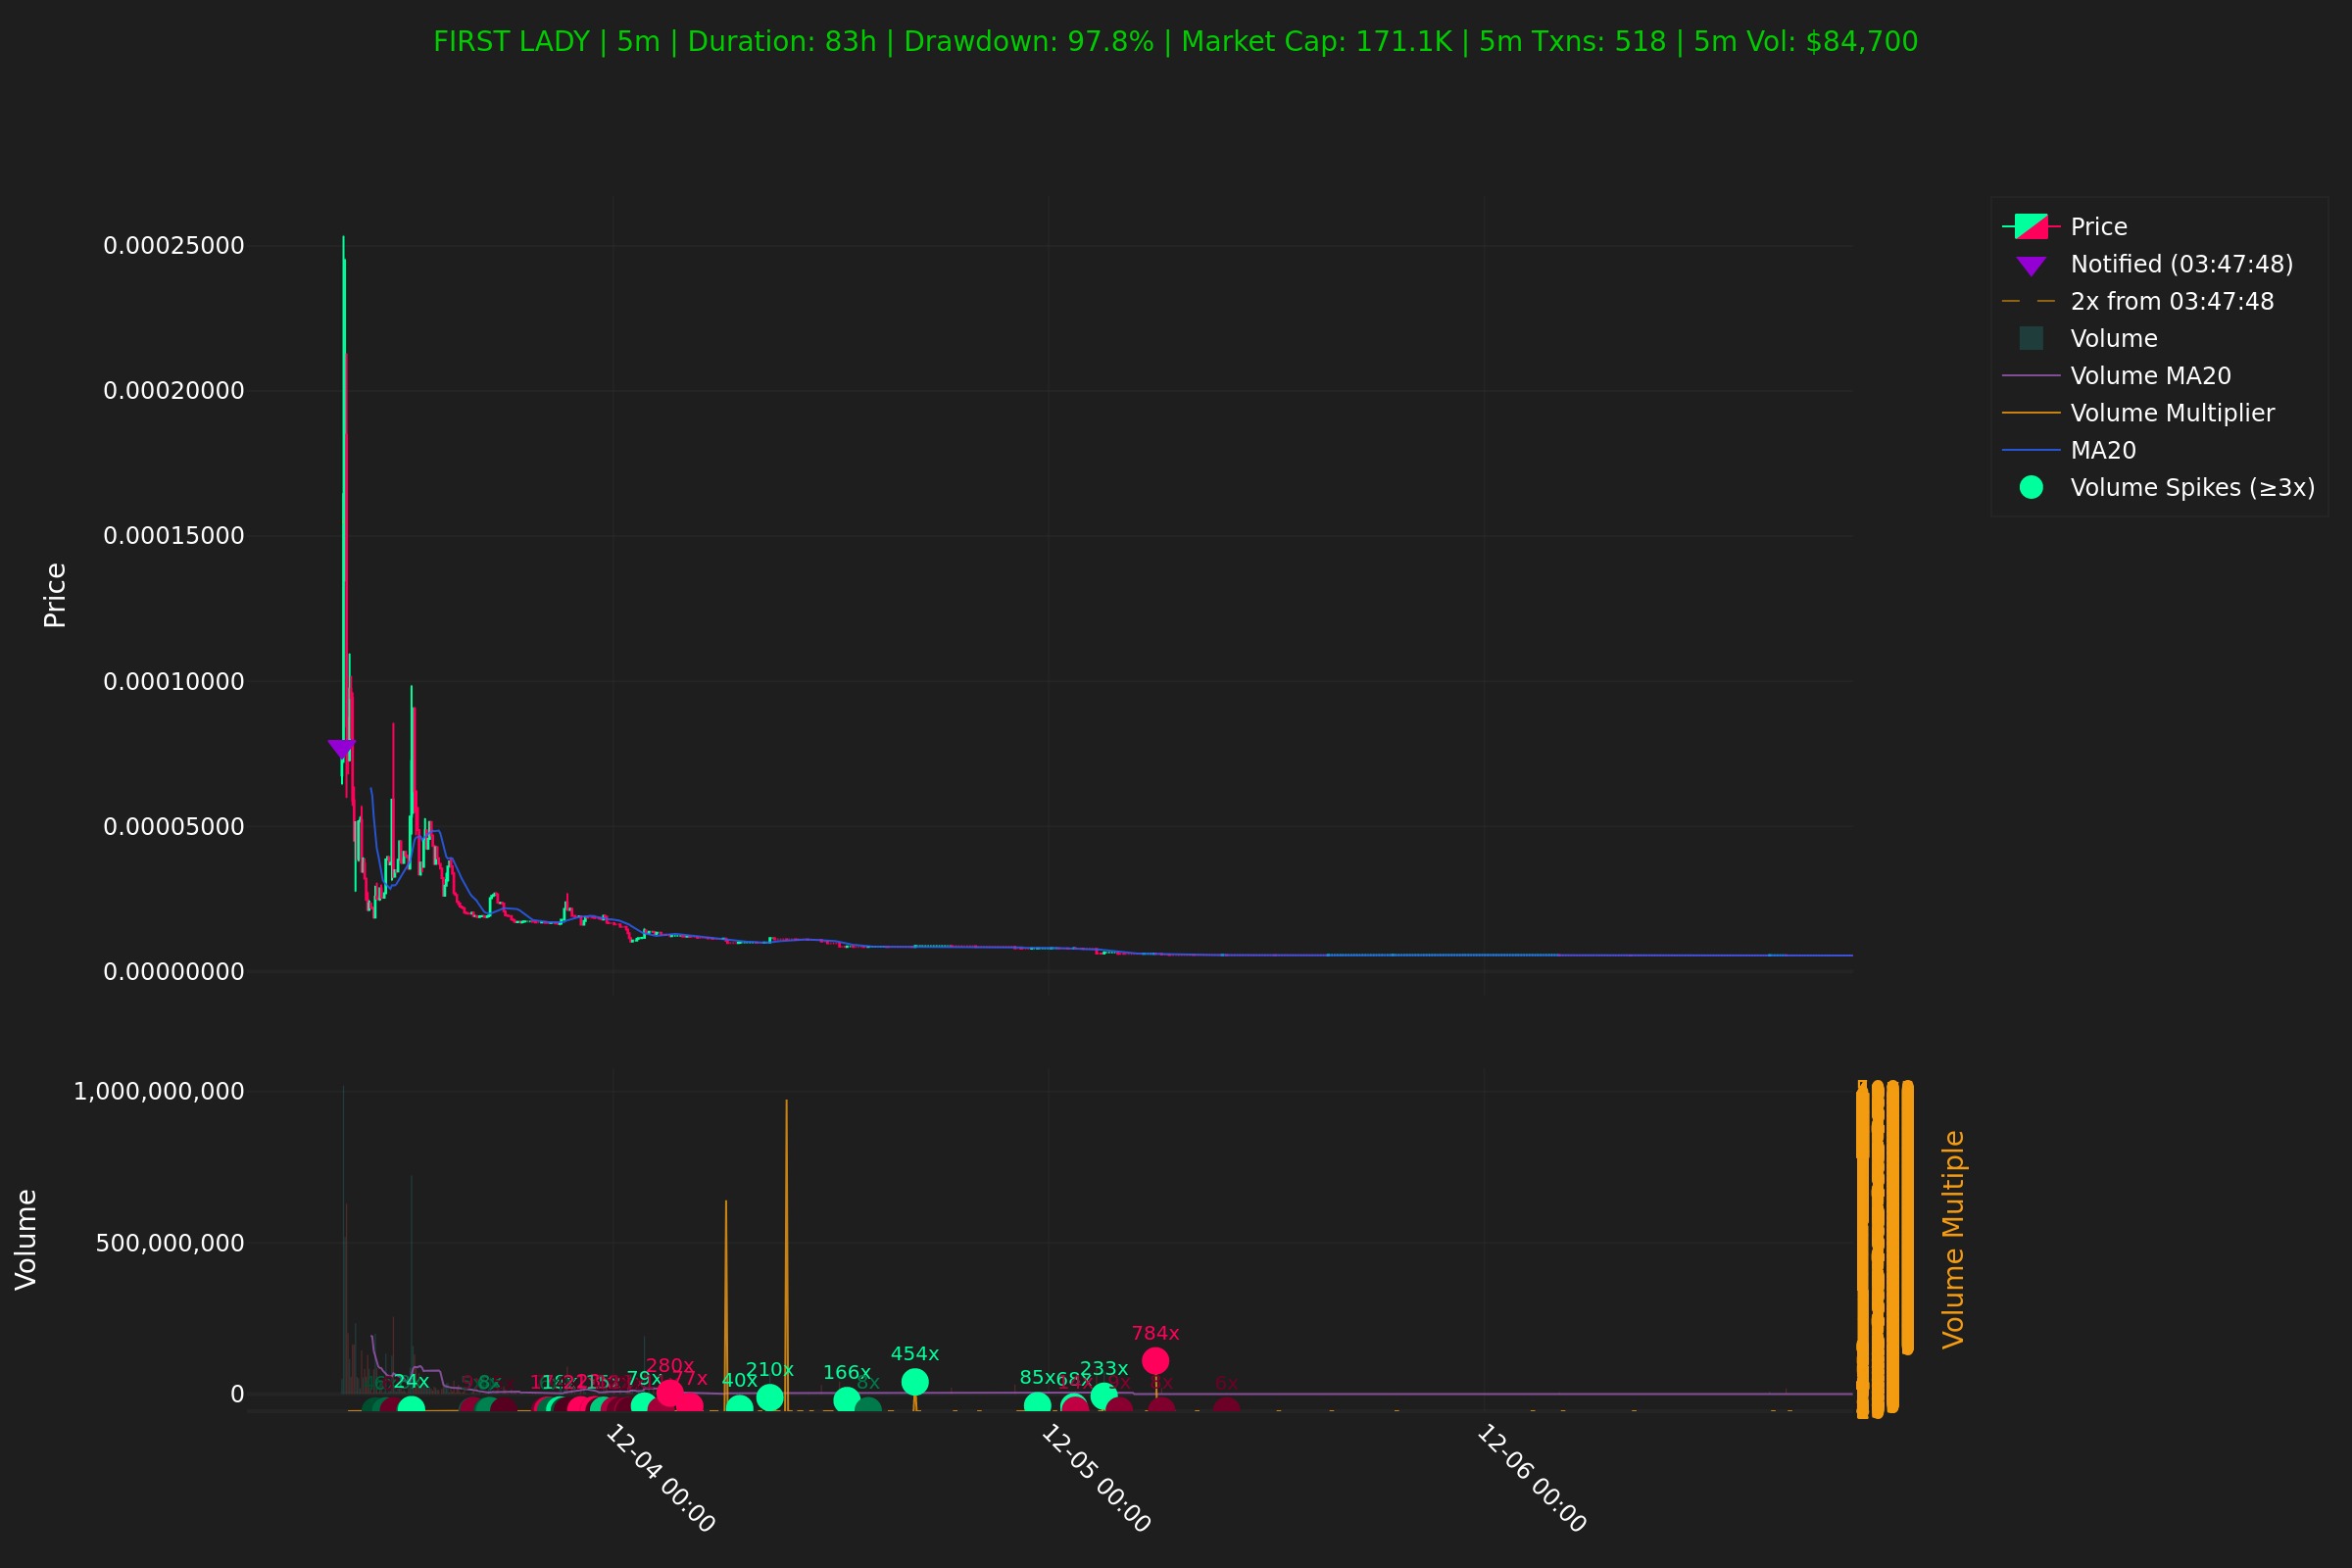 FIRST LADY | 5m | Duration: 83h | Drawdown: 97.8% | Market Cap: 171.1K | 5m Txns: 518 | 5m Vol: $84,700
Price
0.00025000
0.00020000
0.00015000
0.00010000
0.00005000
0.00000000
Price
Notified (03:47:48)
2x from 03:47:48
Volume
Volume MA20
Volume Multiplier
MA20
Volume Spikes (≥3x)
Volume
1,000,000,000
500,000,000
0
24x
8x
79x
280x
77x
40x
210x
166x
8x
454x
85x
68x
233x
784x
6x
Volume Multiple
12-04 00:00
12-05 00:00
12-06 00:00